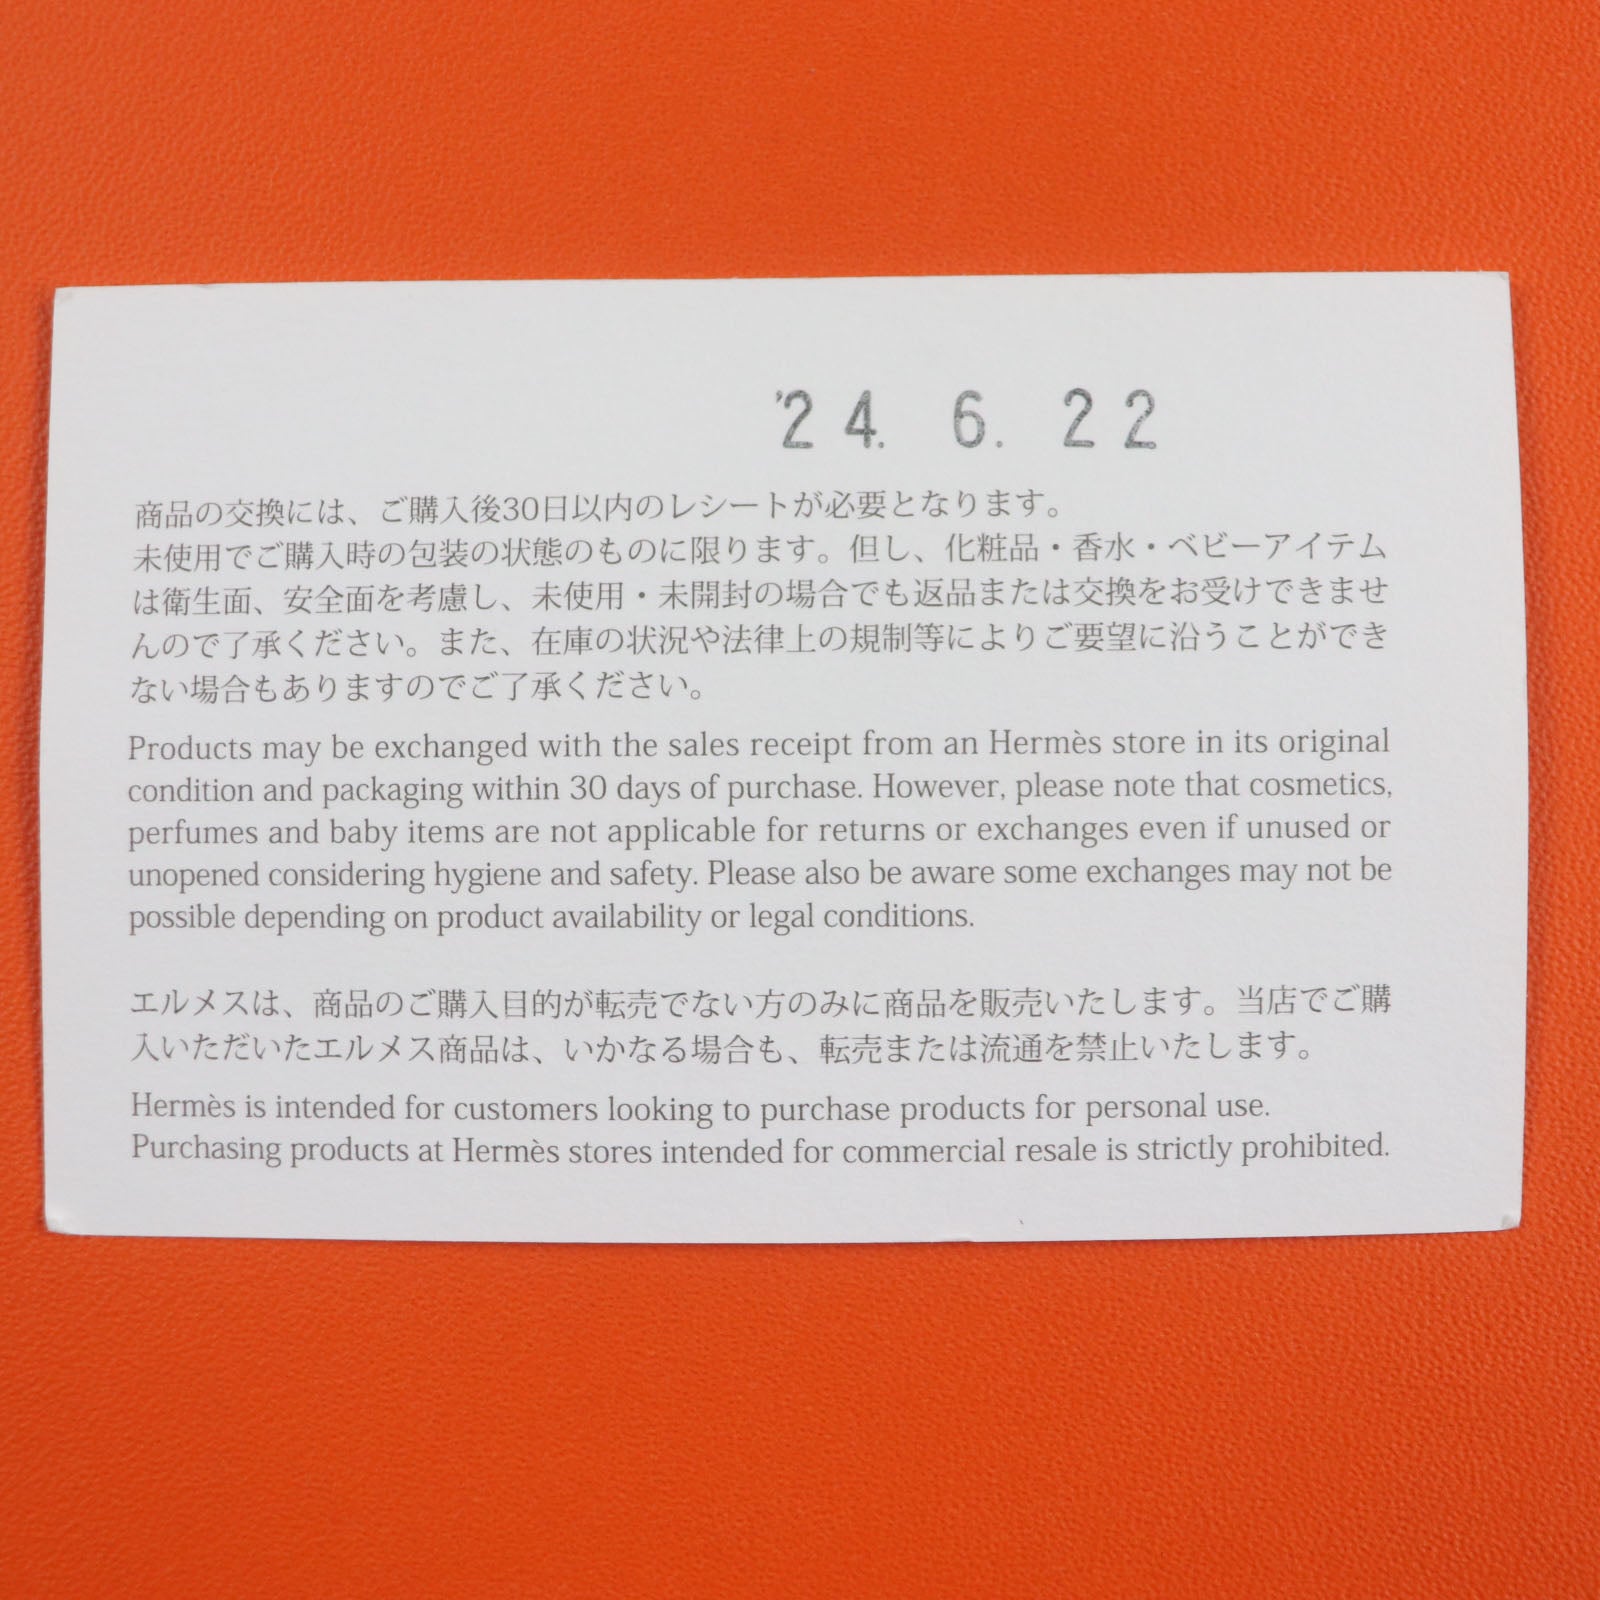 '24. 6. 22
商品の交換には、ご購入後30日以内のレシートが必要となります。
未使用でご購入時の包装の状態のものに限ります。但し、化粧品・香水・ベビーアイテム
は衛生面、安全面を考慮し、未使用・未開封の場合でも返品または交換をお受けできませ
んので了承ください。また、在庫の状況や法律上の規制等によりご要望に沿うことができ
ない場合もありますのでご了承ください。
Products may be exchanged with the sales receipt from an Hermès store in its original
condition and packaging within 30 days of purchase. However, please note that cosmetics,
perfumes and baby items are not applicable for returns or exchanges even if unused or
unopened considering hygiene and safety. Please also be aware some exchanges may not be
possible depending on product availability or legal conditions.
エルメスは、商品のご購入目的が転売でない方のみに商品を販売いたします。当店でご購
入いただいたエルメス商品は、いかなる場合も、転売または流通を禁止いたします。
Hermès is intended for customers looking to purchase products for personal use.
Purchasing products at Hermès stores intended for commercial resale is strictly prohibited.